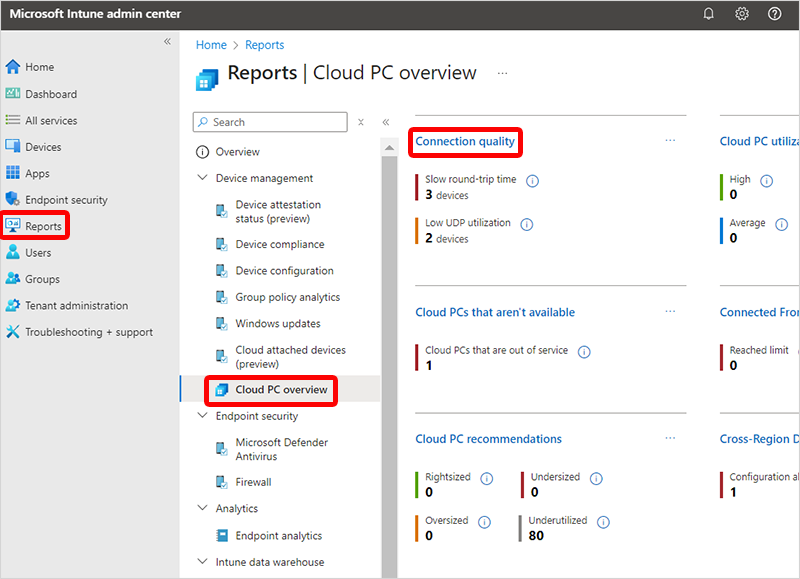 Microsoft Intune admin center
Home > Reports
Reports | Cloud PC overview ...
Home
Dashboard
All services
Devices
Apps
Endpoint security
Reports
Users
Groups
Tenant administration
Troubleshooting + support
Search
Overview
Device management
Device attestation
status (preview)
Device compliance
Device configuration
Group policy analytics
Windows updates
Cloud attached devices
(preview)
Cloud PC overview
Endpoint security
Microsoft Defender
Antivirus
Firewall
Analytics
Endpoint analytics
Intune data warehouse
Connection quality
Slow round-trip time
3 devices
Low UDP utilization
2 devices
Cloud PC utiliza
High
0
Average
0
Cloud PCs that aren't available
Cloud PCs that are out of service
1
Connected Fro
Reached limit
0
Cloud PC recommendations
Rightsized
0
Undersized
0
Oversized
0
Underutilized
80
Cross-Region D
Configuration al
1